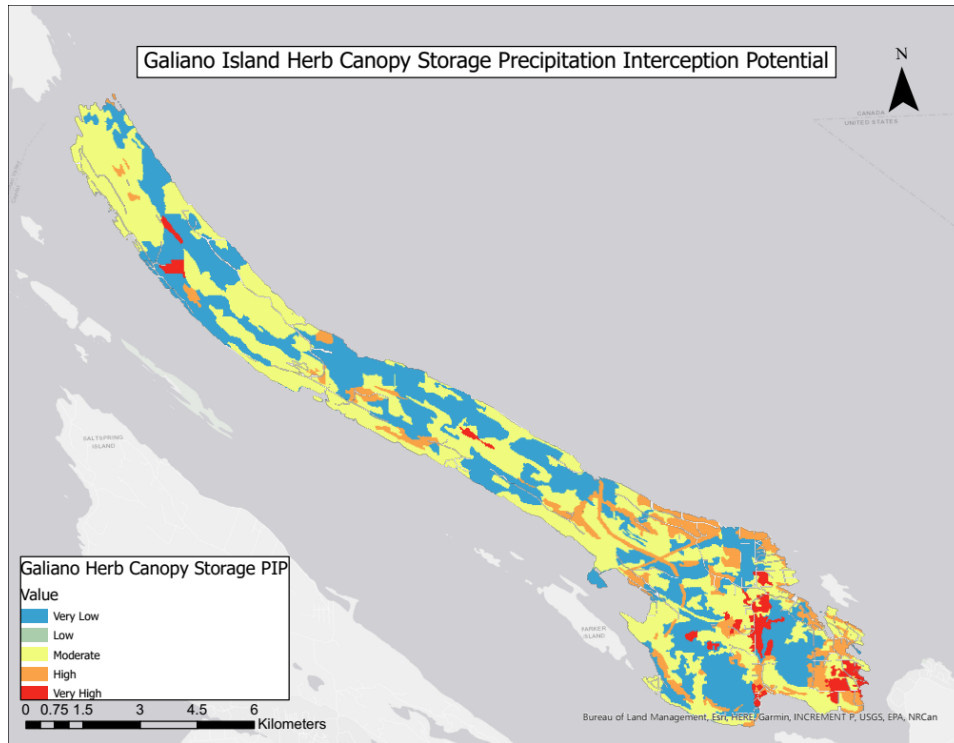 Galiano Island Herb Canopy Storage Precipitation Interception Potential
N
CANADA
UNITED STATES
SALTSPRING
ISLAND
PARKER
ISLAND
Galiano Herb Canopy Storage PIP
Value
Very Low
Low
Moderate
High
Very High
0 0.75 1.5 3 4.5 6
Kilometers
Bureau of Land Management, Esri, HERE, Garmin, INCREMENT P, USGS, EPA, NRCan